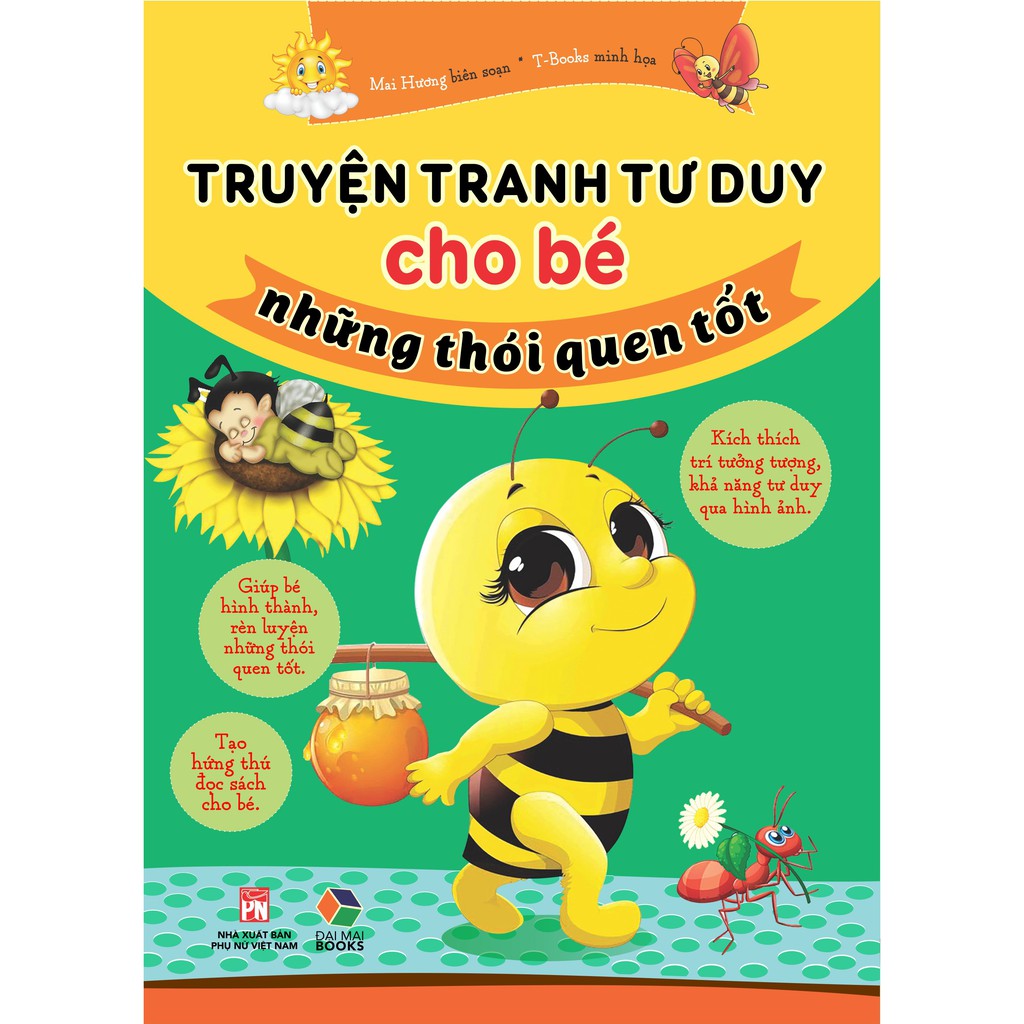 Mai Hương biên soạn * T-Books minh họa
TRUYỆN TRANH TƯ DUY
cho bé
những thói quen tốt
Kích thích
trí tưởng tượng,
khả năng tư duy
qua hình ảnh.
Giúp bé
hình thành,
rèn luyện
những thói
quen tốt.
Tạo
hứng thú
đọc sách
cho bé.
PN
NHÀ XUẤT BẢN
PHỤ NỮ VIỆT NAM
ĐẠI MAI
BOOKS